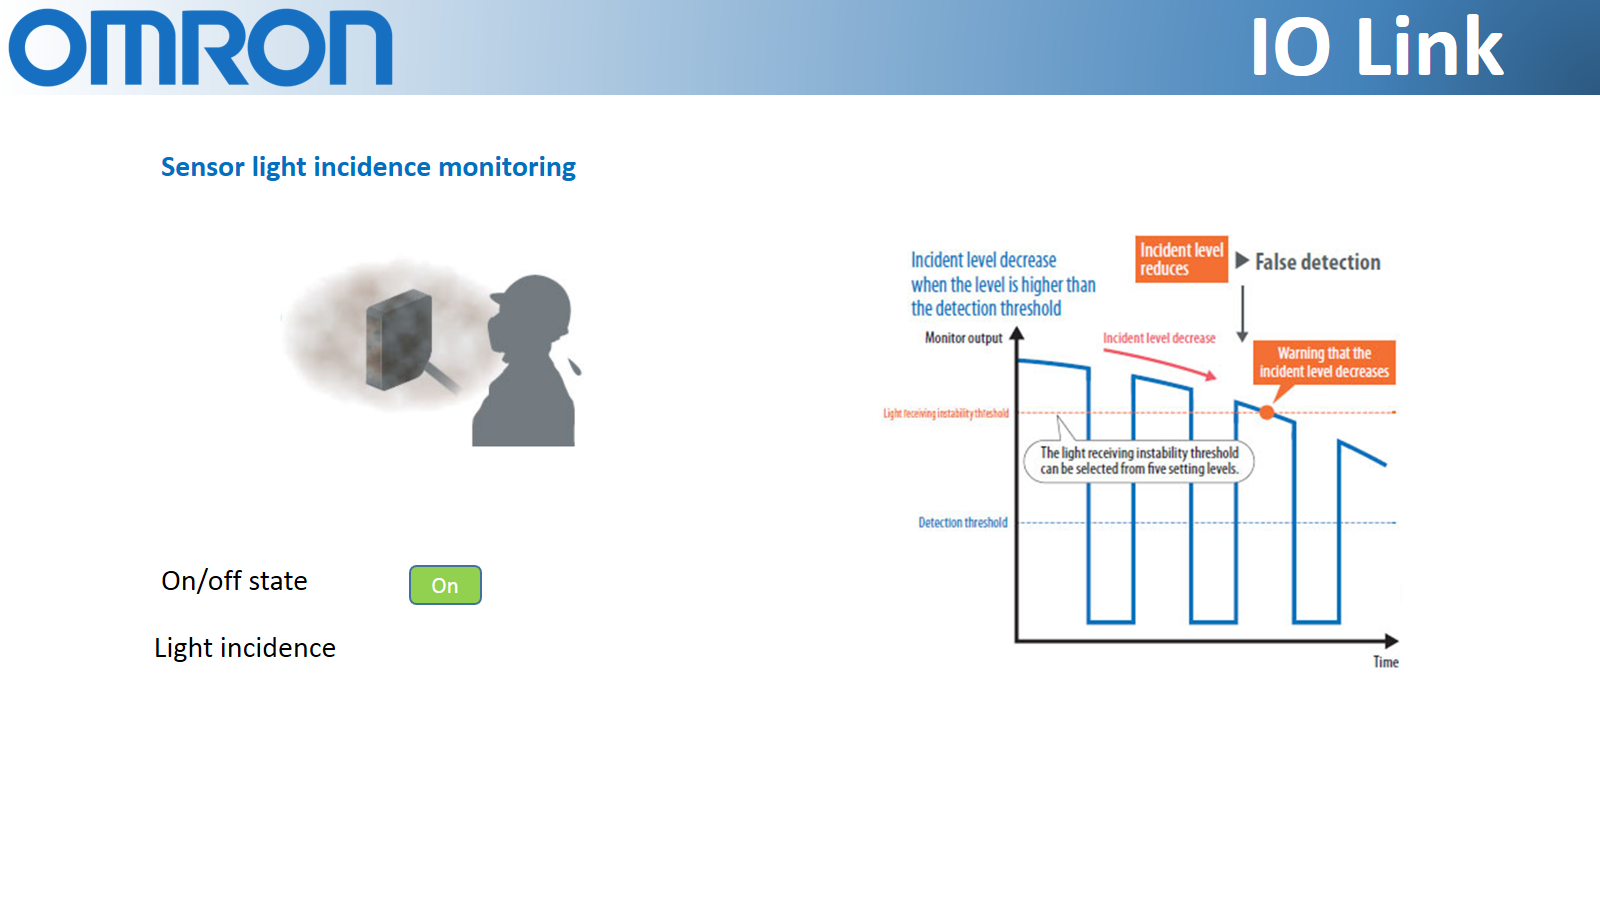 OMRON
IO Link
Sensor light incidence monitoring
Incident level decrease
when the level is higher than
the detection threshold
Incident level
reduces
False detection
Monitor output
Incident level decrease
Warning that the
incident level decreases
Light receiving instability threshold
The light receiving instability threshold
can be selected from five setting levels.
Detection threshold
Time
On/off state
On
Light incidence